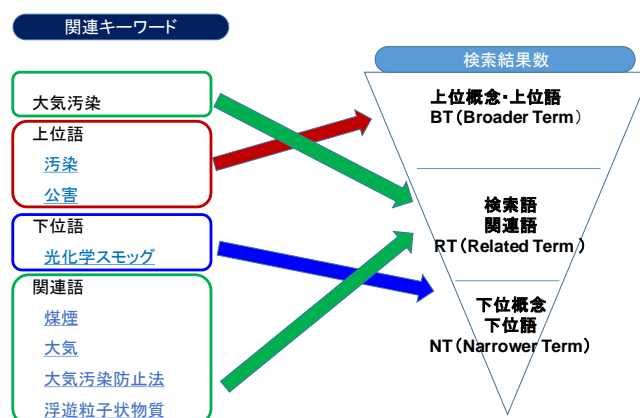 関連キーワード
大気汚染
上位語
汚染
公害
下位語
光化学スモッグ
関連語
煤煙
大気
大気汚染防止法
浮遊粒子状物質
検索結果数
上位概念・上位語
BT（Broader Term）
検索語
関連語
RT（Related Term）
下位概念
下位語
NT（Narrower Term）